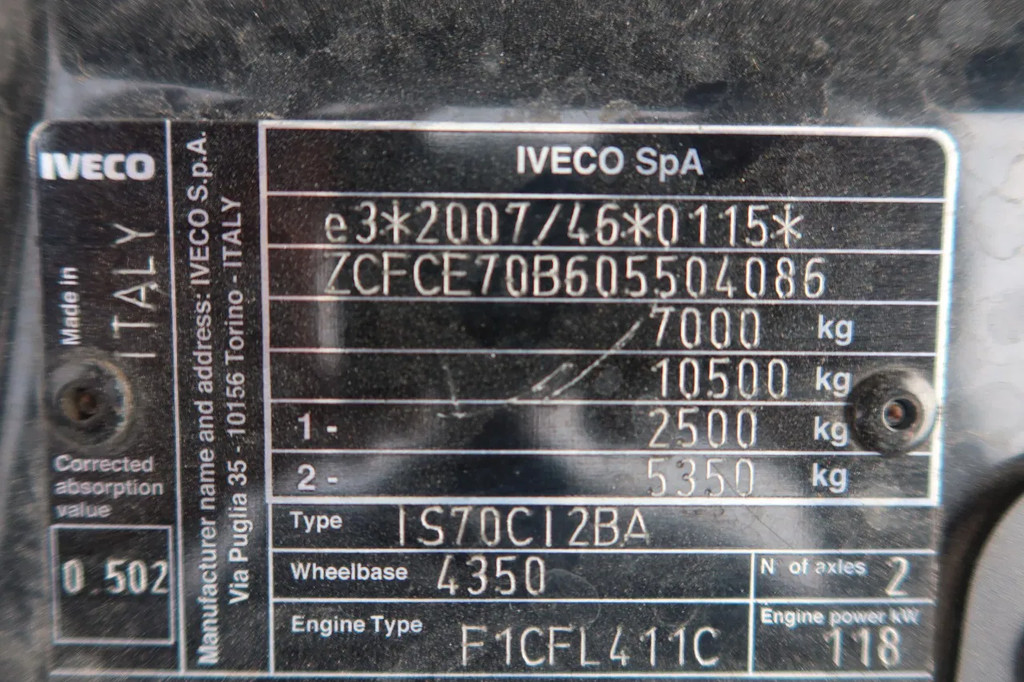 IVECO
Made in
ITALY
Corrected
absorption
value
0.502
Manufacturer name and address: IVECO S.p.A.
Via Puglia 35 - 10156 Torino - ITALY
IVECO SpA
e3*2007/46*0115*
ZCFCE70B605504086
7000 kg
10500 kg
1 - 2500 kg
2 - 5350 kg
Type IS70CI2BA
Wheelbase 4350 N of axles 2
Engine Type F1CFL411C Engine power kW 118